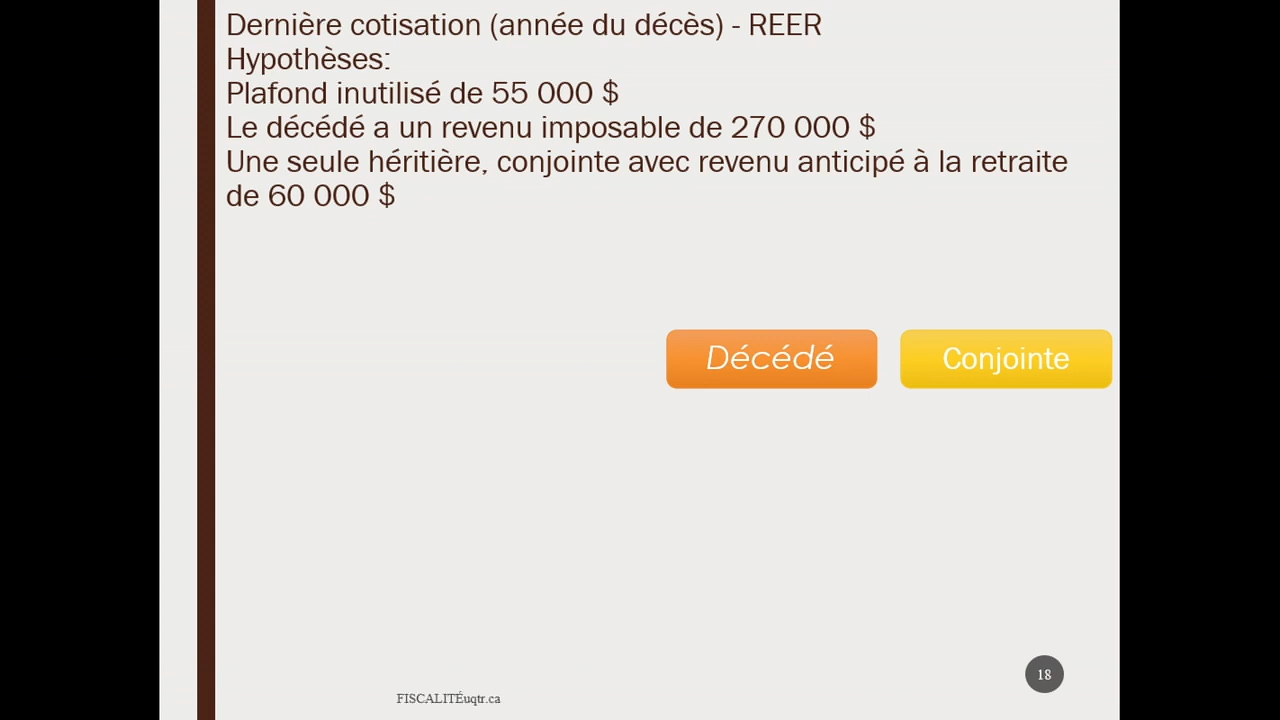 Dernière cotisation (année du décès) - REER
Hypothèses:
Plafond inutilisé de 55 000 $
Le décédé a un revenu imposable de 270 000 $
Une seule héritière, conjointe avec revenu anticipé à la retraite
de 60 000 $
Décédé
Conjointe
18
FISCALITÉuqtr.ca